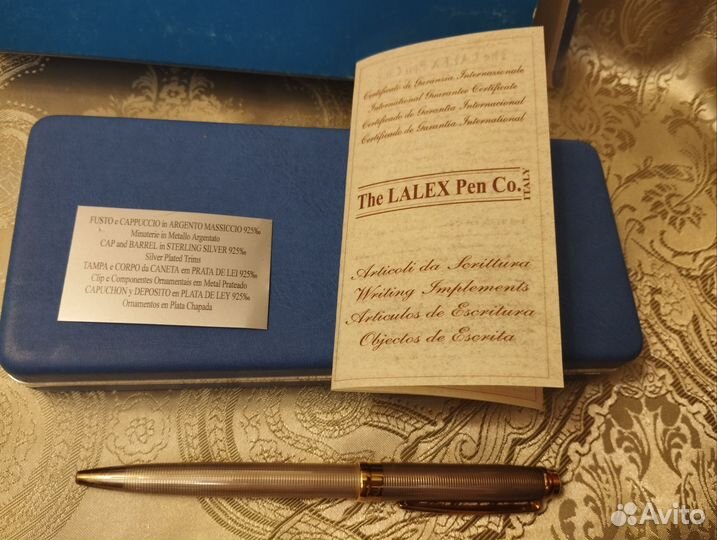 Certificato di Garanzia Internazionale
International Guarantee Certificate
Certificado de Garantía Internacional
Certificado de Garantia International
The LALEX Pen Co.
ITALY
Articoli da Scrittura
Writing Implements
Articulos de Escritura
Objectos de Escrita
FUSTO e CAPPUCCIO in ARGENTO MASSICCIO 925‰
Minuterie in Metallo Argentato
CAP and BARREL in STERLING SILVER 925‰
Silver Plated Trims
TAMPA e CORPO da CANETA em PRATA DE LEI 925‰
Clip e Componentes Ornamentais em Metal Prateado
CAPUCHON y DEPOSITO en PLATA DE LEY 925‰
Ornamentos en Plata Chapada
Avito